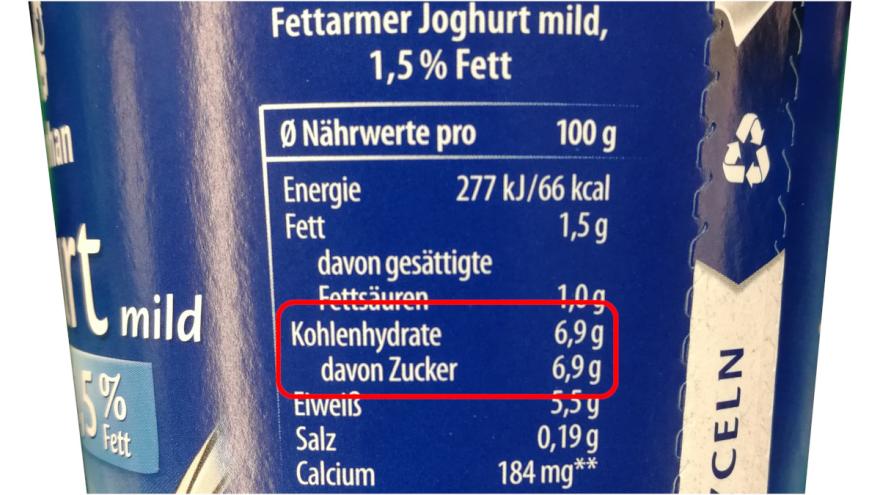 Fettarmer Joghurt mild,
1,5 % Fett
Ø Nährwerte pro 100 g
Energie 277 kJ/66 kcal
Fett 1,5 g
davon gesättigte
Fettsäuren 1,0 g
Kohlenhydrate 6,9 g
davon Zucker 6,9 g
Eiweiß 5,5 g
Salz 0,19 g
Calcium 184 mg**
mild
5 %
Fett